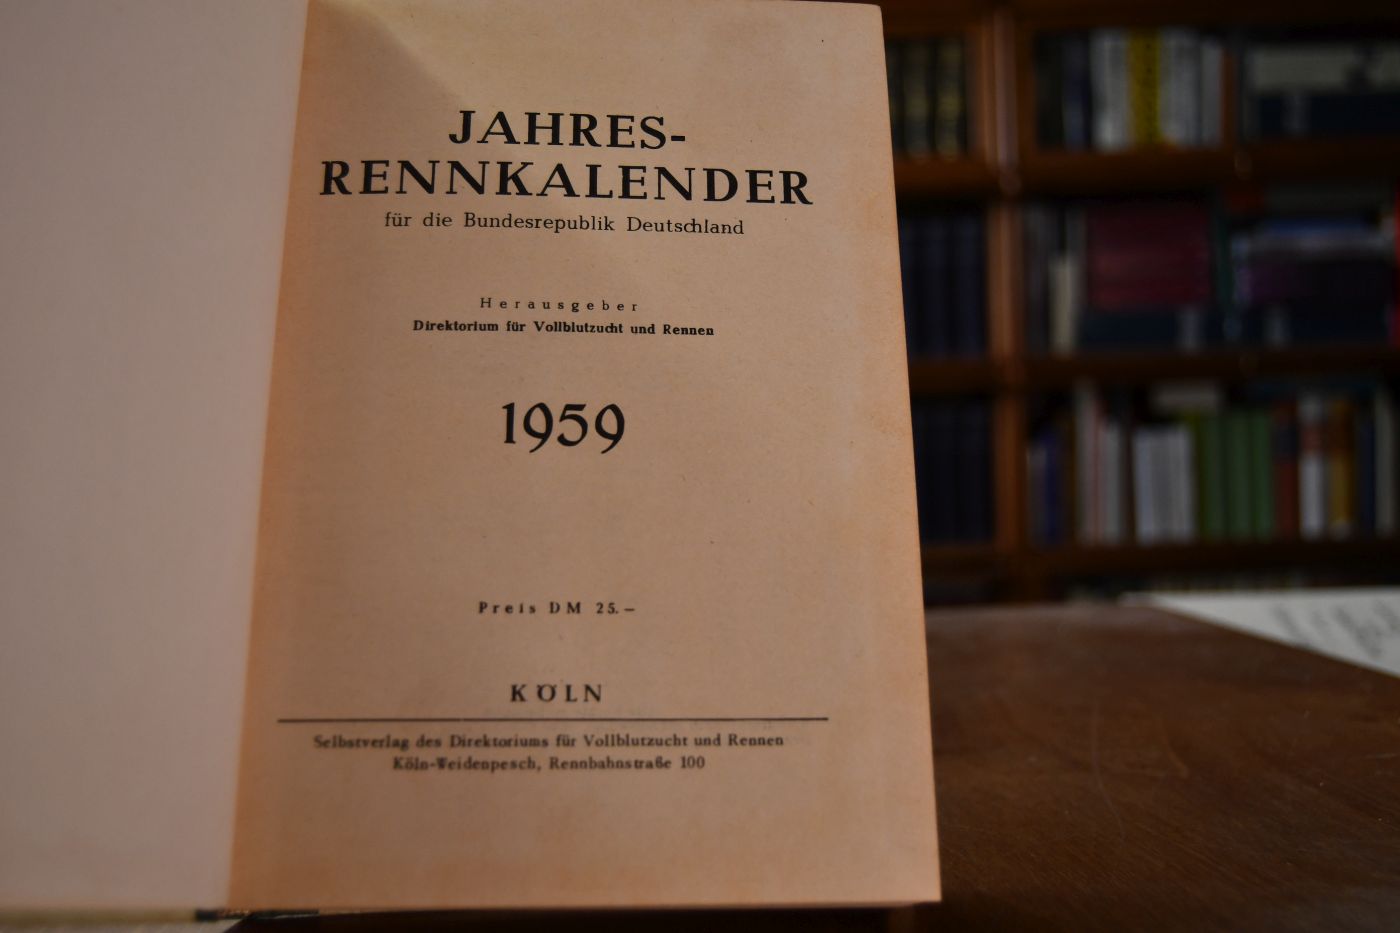 JAHRES-
RENNKALENDER
für die Bundesrepublik Deutschland
Herausgeber
Direktorium für Vollblutzucht und Rennen
1959
Preis DM 25.–
KÖLN
Selbstverlag des Direktoriums für Vollblutzucht und Rennen
Köln-Weidenpesch, Rennbahnstraße 100